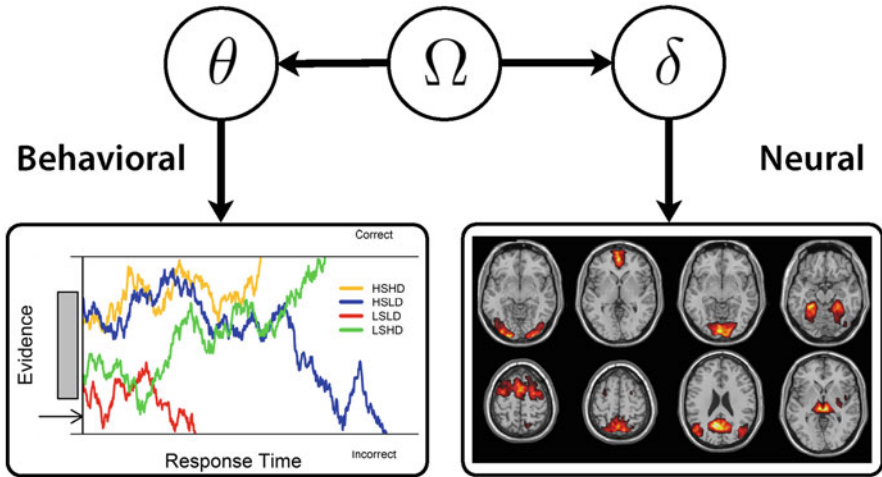 θ Ω δ
Behavioral
Neural
Correct
HSHD
HSLD
LSLD
LSHD
Evidence
Response Time
Incorrect